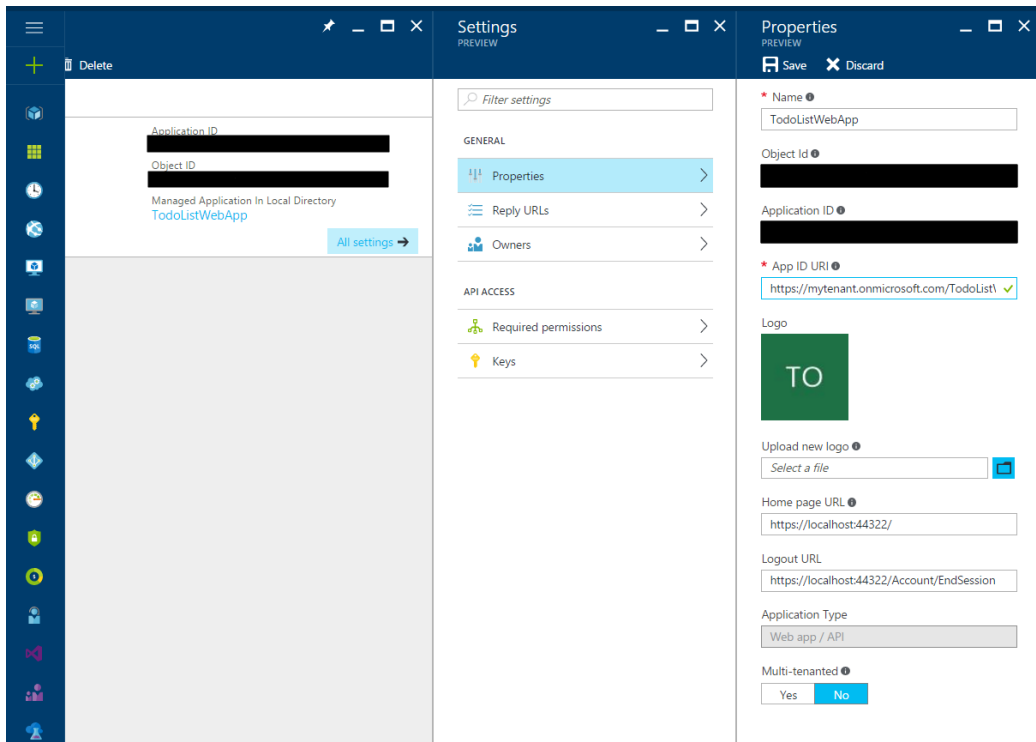 Delete
Application ID
Object ID
Managed Application In Local Directory
TodoListWebApp
All settings
Settings
PREVIEW
Filter settings
GENERAL
Properties
Reply URLs
Owners
API ACCESS
Required permissions
Keys
Properties
PREVIEW
Save Discard
* Name
TodoListWebApp
Object Id
Application ID
* App ID URI
https://mytenant.onmicrosoft.com/TodoList\
Logo
TO
Upload new logo
Select a file
Home page URL
https://localhost:44322/
Logout URL
https://localhost:44322/Account/EndSession
Application Type
Web app / API
Multi-tenanted
Yes No